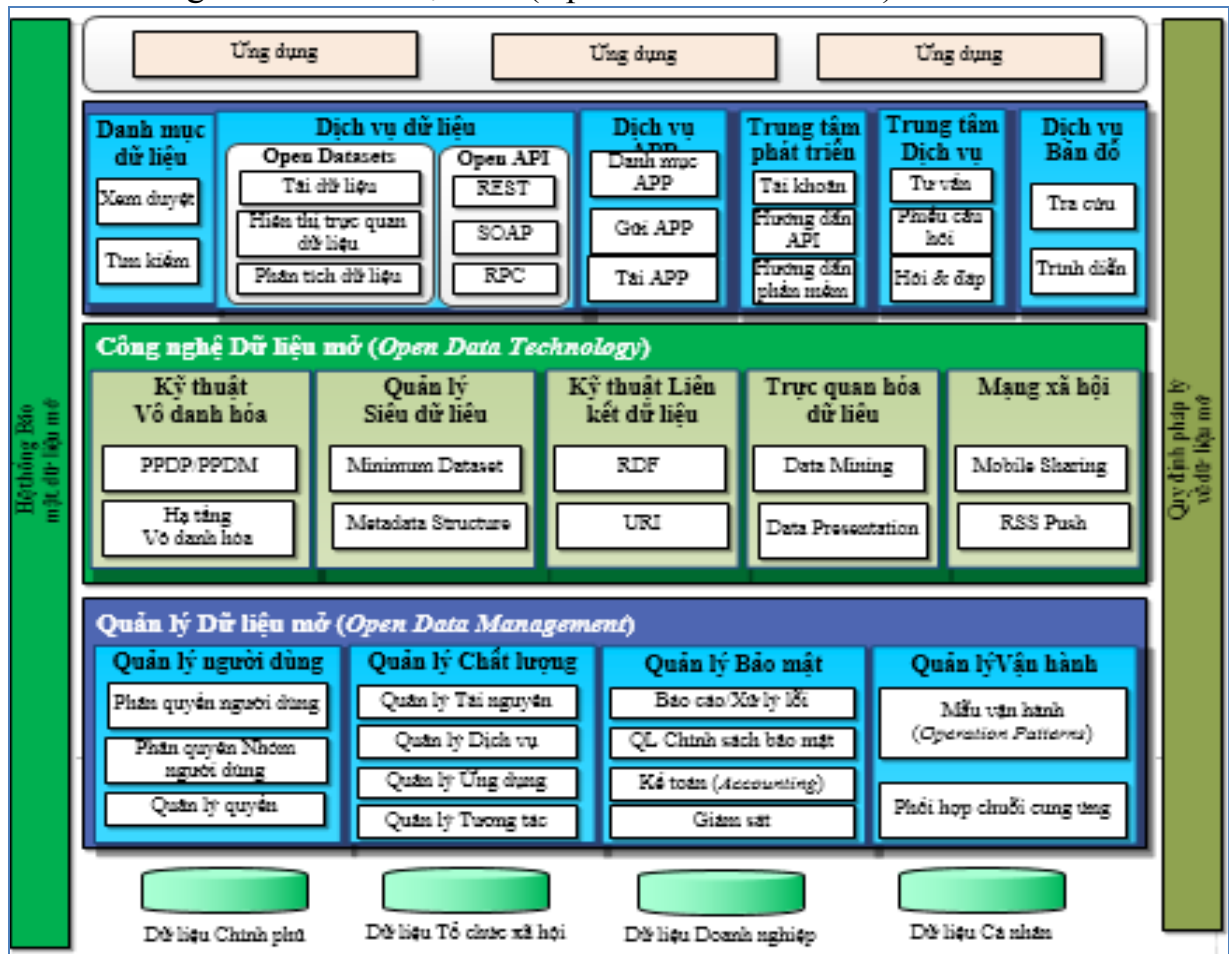 Ứng dụng
Ứng dụng
Ứng dụng
Danh mục
dữ liệu
Xem duyệt
Tìm kiếm
Dịch vụ dữ liệu
Open Datasets
Tải dữ liệu
Hiển thị trực quan
dữ liệu
Phân tích dữ liệu
Open API
REST
SOAP
RPC
Dịch vụ
APP
Danh mục
APP
Gửi APP
Tải APP
Trung tâm
phát triển
Tài khoản
Hướng dẫn
API
Hướng dẫn
phần mềm
Trung tâm
Dịch vụ
Tư vấn
Phiếu câu
hỏi
Hỏi & đáp
Dịch vụ
Bản đồ
Tra cứu
Trình diễn
Công nghệ Dữ liệu mở (Open Data Technology)
Kỹ thuật
Vô danh hóa
PPDP/PPDM
Hạ tầng
Vô danh hóa
Quản lý
Siêu dữ liệu
Minimum Dataset
Metadata Structure
Kỹ thuật Liên
kết dữ liệu
RDF
URI
Trực quan hóa
dữ liệu
Data Mining
Data Presentation
Mạng xã hội
Mobile Sharing
RSS Push
Quản lý Dữ liệu mở (Open Data Management)
Quản lý người dùng
Phân quyền người dùng
Phân quyền Nhóm
người dùng
Quản lý quyền
Quản lý Chất lượng
Quản lý Tài nguyên
Quản lý Dịch vụ
Quản lý Ứng dụng
Quản lý Tương tác
Quản lý Bảo mật
Báo cáo/Xử lý lỗi
QL Chính sách bảo mật
Kế toán (Accounting)
Giám sát
Quản lýVận hành
Mẫu vận hành
(Operation Patterns)
Phối hợp chuỗi cung ứng
Dữ liệu Chính phủ
Dữ liệu Tổ chức xã hội
Dữ liệu Doanh nghiệp
Dữ liệu Cá nhân
Hệ thống Bảo
mật dữ liệu mở
Quy định pháp lý
về dữ liệu mở